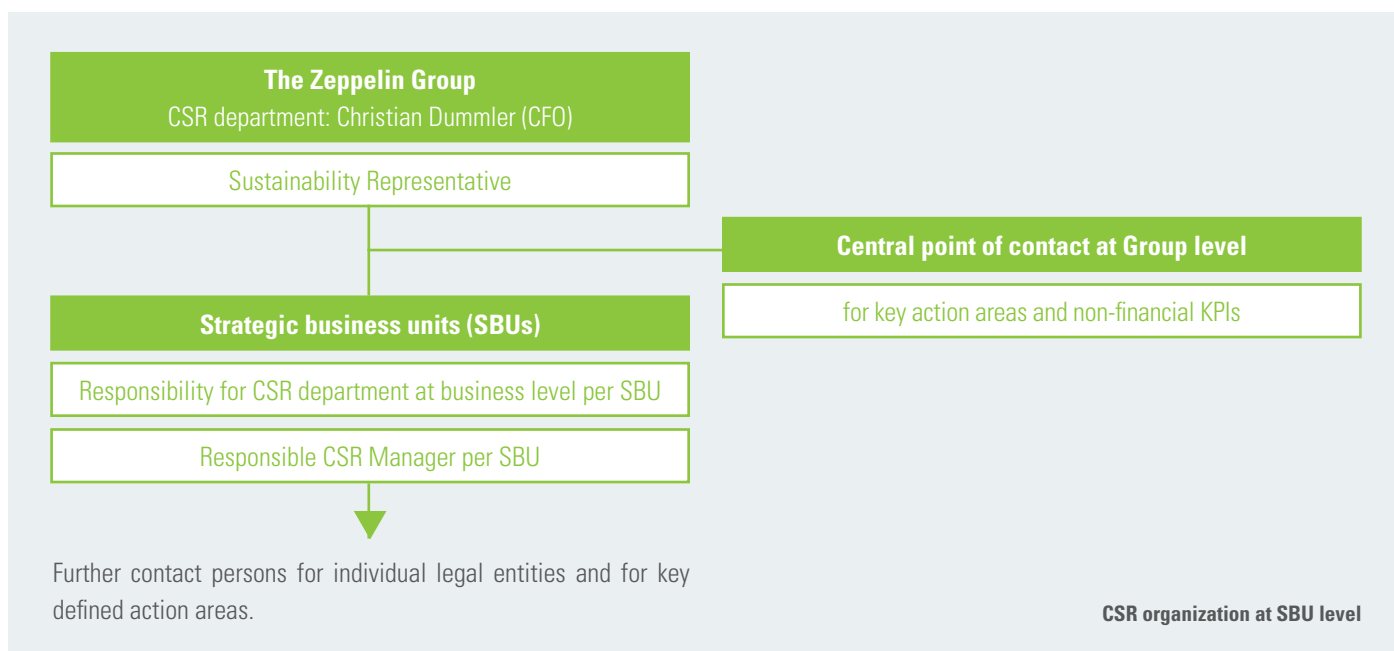 The Zeppelin Group
CSR department: Christian Dummler (CFO)
Sustainability Representative
Central point of contact at Group level
for key action areas and non-financial KPIs
Strategic business units (SBUs)
Responsibility for CSR department at business level per SBU
Responsible CSR Manager per SBU
Further contact persons for individual legal entities and for key
defined action areas.
CSR organization at SBU level